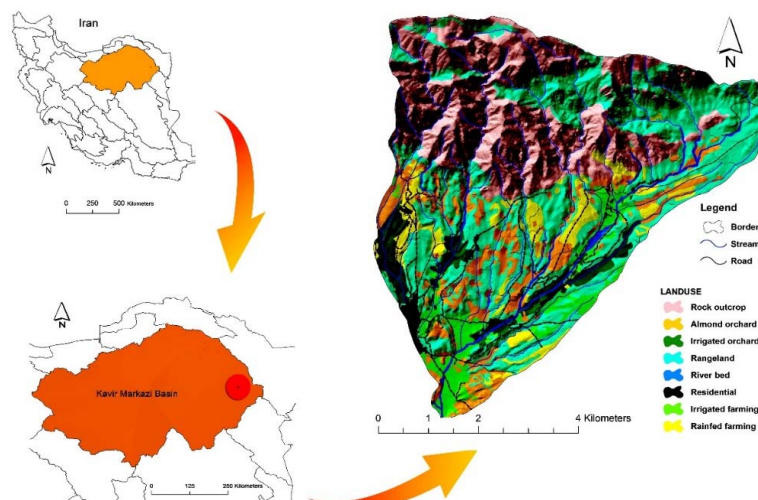 Iran
N
0 250 500 Kilometers
N
Kavir Markazi Basin
0 125 250 Kilometers
N
Legend
Border
Stream
Road
LANDUSE
Rock outcrop
Almond orchard
Irrigated orchard
Rangeland
River bed
Residential
Irrigated farming
Rainfed farming
0 1 2 4 Kilometers